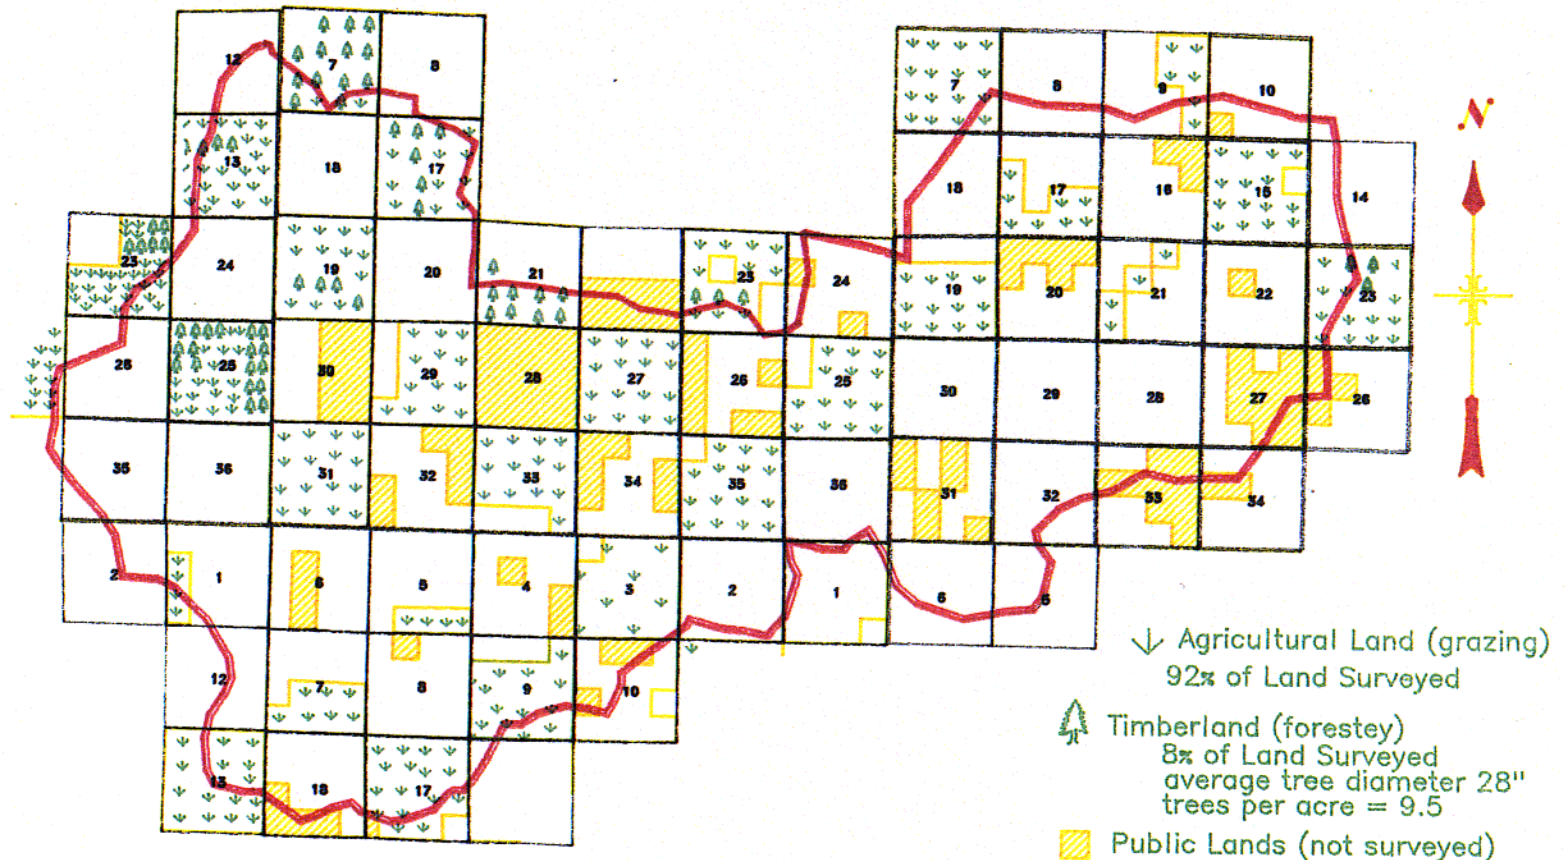 12 7 8
7 8 9 10
13 18 17
18 17 16 15 14
23 24 19 20 21 23 24 19 20 21 22 23
26 25 30 29 28 27 26 25 30 29 28 27 26
35 36 31 32 33 34 35 36 31 32 33 34
2 1 6 5 4 3 2 1 6 6
12 7 8 9 10
13 18 17
N
Agricultural Land (grazing)
92% of Land Surveyed
Timberland (forestey)
8% of Land Surveyed
average tree diameter 28"
trees per acre = 9.5
Public Lands (not surveyed)